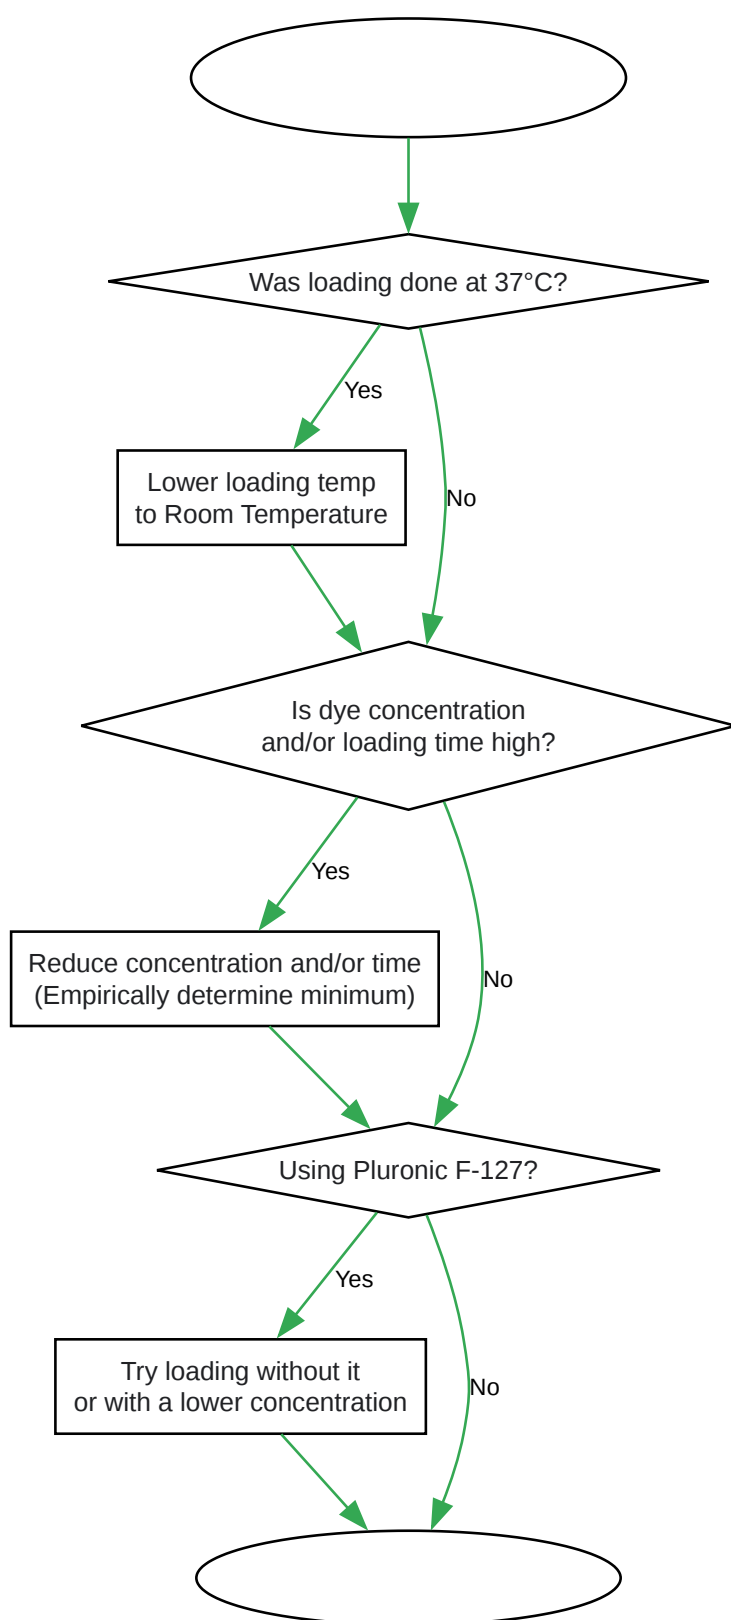 Was loading done at 37°C?
Yes
Lower loading temp
to Room Temperature
No
Is dye concentration
and/or loading time high?
Yes
Reduce concentration and/or time
(Empirically determine minimum)
No
Using Pluronic F-127?
Yes
Try loading without it
or with a lower concentration
No